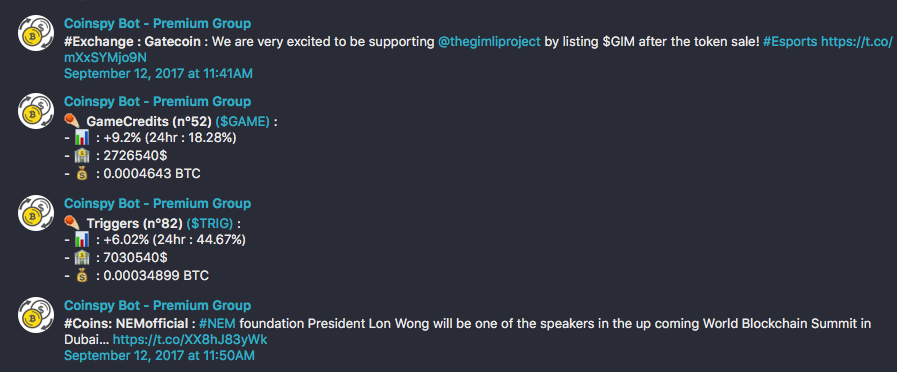 Coinspy Bot - Premium Group
#Exchange : Gatecoin : We are very excited to be supporting @thegimliproject by listing $GIM after the token sale! #Esports https://t.co/
mXxSYMjo9N
September 12, 2017 at 11:41AM
Coinspy Bot - Premium Group
GameCredits (n°52) ($GAME) :
- : +9.2% (24hr : 18.28%)
- : 2726540$
- : 0.0004643 BTC
Coinspy Bot - Premium Group
Triggers (n°82) ($TRIG) :
- : +6.02% (24hr : 44.67%)
- : 7030540$
- : 0.00034899 BTC
Coinspy Bot - Premium Group
#Coins: NEMofficial : #NEM foundation President Lon Wong will be one of the speakers in the up coming World Blockchain Summit in
Dubai... https://t.co/XX8hJ83yWk
September 12, 2017 at 11:50AM